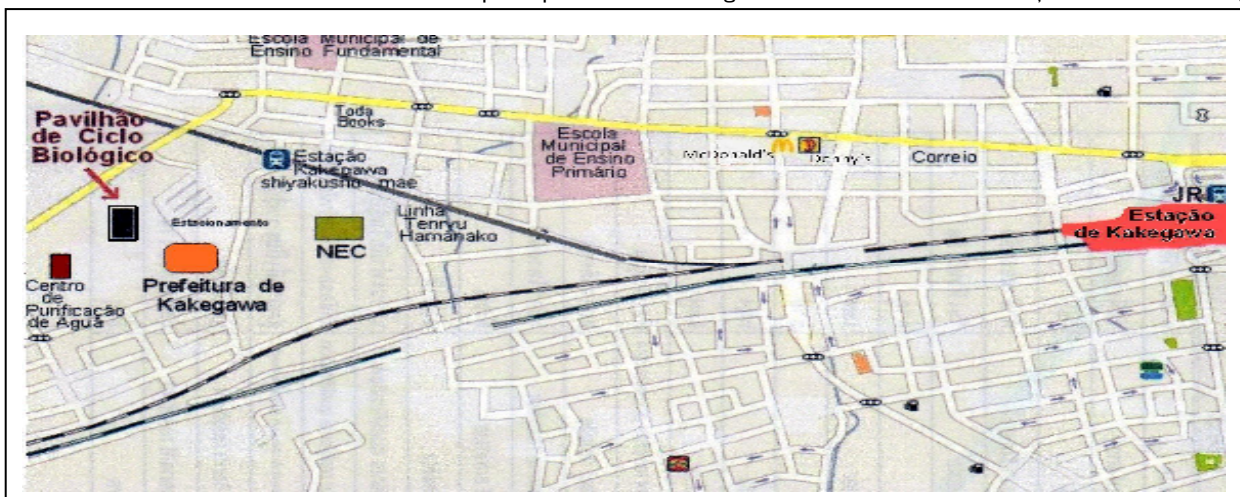 Escola Municipal de
Ensino Fundamental
Pavilhão
de Ciclo
Biológico
Toda
Books
Estação
Kakegawa
shiyakusho mae
Escola
Municipal
de Ensino
Primário
McDonald's
Denny's
Correio
JR
Estação
de Kakegawa
Estacionamento
NEC
Linha
Tenryu
Hamanako
Centro
de
Purificação
de Agua
Prefeitura de
Kakegawa